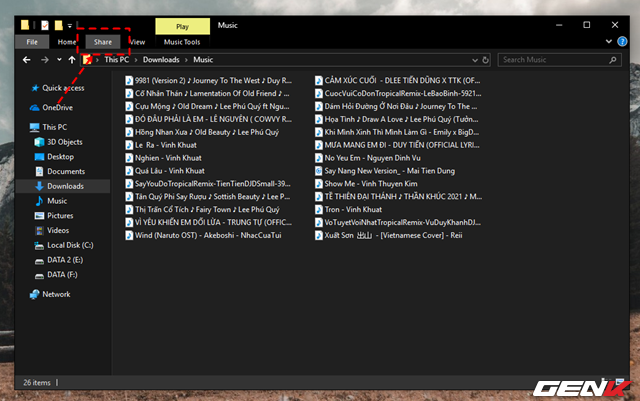 Play
Music
File
Home
Share
View
Music Tools
This PC
Downloads
Music
Search Music
Quick access
OneDrive
This PC
3D Objects
Desktop
Documents
Downloads
Music
Pictures
Videos
Local Disk (C:)
DATA 2 (E:)
DATA (F:)
Network
9981 (Version 2) ♪ Journey To The West ♪ Duy R...
Cố Nhân Thán ♪ Lamentation Of Old Friend ♪ ...
Cựu Mộng ♪ Old Dream ♪ Lee Phú Quý ft Ngu...
ĐỒ ĐẦU PHẢI LÀ EM - LÊ NGUYÊN ( COWVY R...
Hồng Nhan Xưa ♪ Old Beauty ♪ Lee Phú Quý
Le Ra - Vinh Khuat
Nghien - Vinh Khuat
Quá Lâu - Vinh Khuat
SayYouDoTropicalRemix-TienTienDJDSmall-39...
Tán Quý Phi Say Rượu ♪ Sottish Beauty ♪ Lee P...
Thị Trấn Cổ Tích ♪ Fairy Town ♪ Lee Phú Quý
VÌ YÊU KHIẾN EM ĐỔI LỪA - TRUNG TỰ (OFFIC...
Wind (Naruto OST) - Akeboshi - NhacCuaTui
CẢM XÚC CUỐI - DLEE TIẾN DŨNG X TTK (OF...
CuocVuiCoDonTropicalRemix-LeBaoBinh-5921...
Dám Hỏi Đường Ở Nơi Đâu ♪ Journey To The ...
Họa Tình ♪ Draw A Love ♪ Lee Phú Quý
Khi Minh Xinh Thi Minh Làm Gi - Emily x BigD...
MƯA MANG EM ĐI - DUY TIẾN (OFFICIAL LYRI...
No Yeu Em - Nguyen Dinh Vu
Say Nang New Version_ - Mai Tien Dung
Show Me - Vinh Thuyen Kim
TỀ THIÊN ĐẠI THÁNH ♪ THẦN KHÚC 2021 ♪ M...
Tron - Vinh Khuat
VoTuyetVoiNhatTropicalRemix-VuDuyKhanhDJ...
Xuất Sơn 出山 - [Vietnamese Cover] - Reii
26 items
GENK